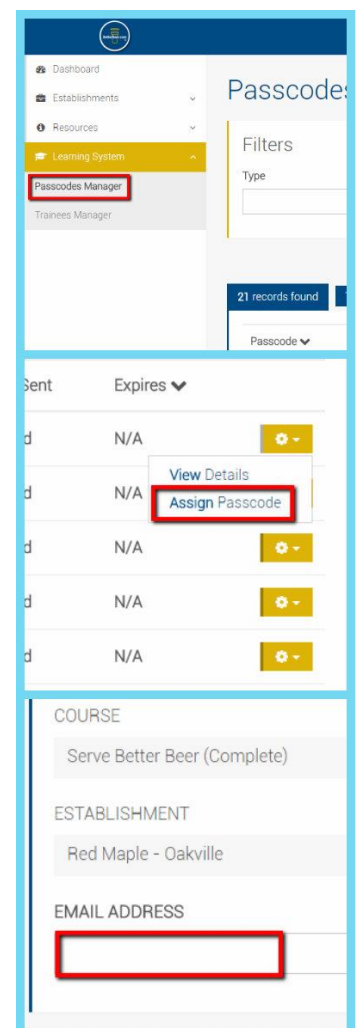 Dashboard
Establishments
Resources
Learning System
Passcodes Manager
Trainees Manager
Passcodes
Filters
Type
21 records found
Passcode
Sent
Expires
d
N/A
View Details
d
N/A
Assign Passcode
d
N/A
d
N/A
d
N/A
COURSE
Serve Better Beer (Complete)
ESTABLISHMENT
Red Maple - Oakville
EMAIL ADDRESS